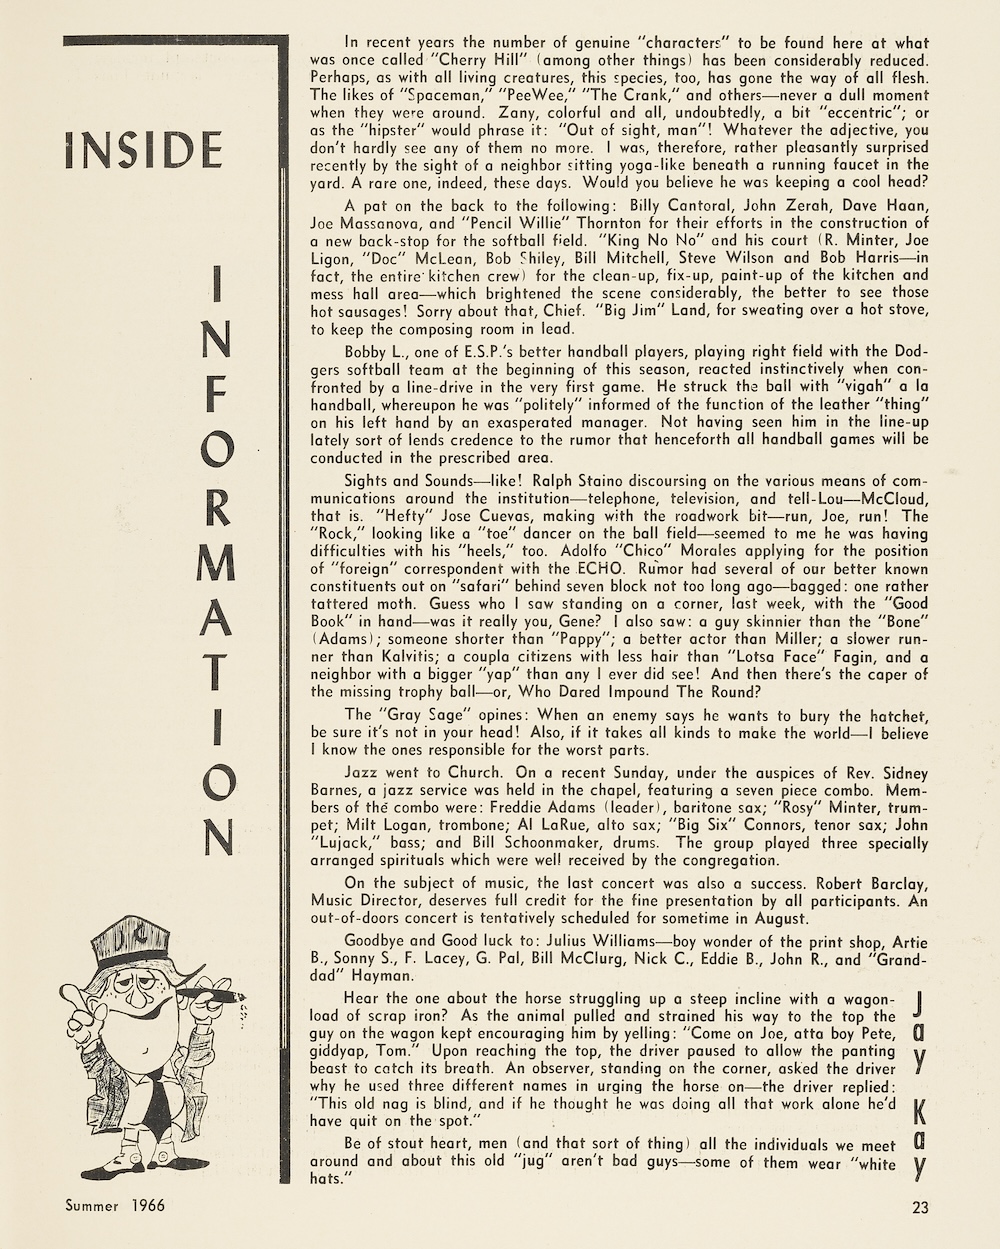 INSIDE
INFORMATION
In recent years the number of genuine "characters" to be found here at what
was once called "Cherry Hill" (among other things) has been considerably reduced.
Perhaps, as with all living creatures, this species, too, has gone the way of all flesh.
The likes of "Spaceman," "PeeWee," "The Crank," and others—never a dull moment
when they were around. Zany, colorful and all, undoubtedly, a bit "eccentric"; or
as the "hipster" would phrase it: "Out of sight, man"! Whatever the adjective, you
don't hardly see any of them no more. I was, therefore, rather pleasantly surprised
recently by the sight of a neighbor sitting yoga-like beneath a running faucet in the
yard. A rare one, indeed, these days. Would you believe he was keeping a cool head?
A pat on the back to the following: Billy Cantoral, John Zerah, Dave Haan,
Joe Massanova, and "Pencil Willie" Thornton for their efforts in the construction of
a new back-stop for the softball field. "King No No" and his court (R. Minter, Joe
Ligon, "Doc" McLean, Bob Shiley, Bill Mitchell, Steve Wilson and Bob Harris—in
fact, the entire kitchen crew) for the clean-up, fix-up, paint-up of the kitchen and
mess hall area—which brightened the scene considerably, the better to see those
hot sausages! Sorry about that, Chief. "Big Jim" Land, for sweating over a hot stove,
to keep the composing room in lead.
Bobby L., one of E.S.P.'s better handball players, playing right field with the Dod-
gers softball team at the beginning of this season, reacted instinctively when con-
fronted by a line-drive in the very first game. He struck the ball with "vigah" a la
handball, whereupon he was "politely" informed of the function of the leather "thing"
on his left hand by an exasperated manager. Not having seen him in the line-up
lately sort of lends credence to the rumor that henceforth all handball games will be
conducted in the prescribed area.
Sights and Sounds—like! Ralph Staino discoursing on the various means of com-
munications around the institution—telephone, television, and tell-Lou—McCloud,
that is. "Hefty" Jose Cuevas, making with the roadwork bit—run, Joe, run! The
"Rock," looking like a "toe" dancer on the ball field—seemed to me he was having
difficulties with his "heels," too. Adolfo "Chico" Morales applying for the position
of "foreign" correspondent with the ECHO. Rumor had several of our better known
constituents out on "safari" behind seven block not too long ago—bagged: one rather
tattered moth. Guess who I saw standing on a corner, last week, with the "Good
Book" in hand—was it really you, Gene? I also saw: a guy skinnier than the "Bone"
(Adams); someone shorter than "Pappy"; a better actor than Miller; a slower run-
ner than Kalvitis; a coupla citizens with less hair than "Lotsa Face" Fagin, and a
neighbor with a bigger "yap" than any I ever did see! And then there's the caper of
the missing trophy ball—or, Who Dared Impound The Round?
The "Gray Sage" opines: When an enemy says he wants to bury the hatchet,
be sure it's not in your head! Also, if it takes all kinds to make the world—I believe
I know the ones responsible for the worst parts.
Jazz went to Church. On a recent Sunday, under the auspices of Rev. Sidney
Barnes, a jazz service was held in the chapel, featuring a seven piece combo. Mem-
bers of the combo were: Freddie Adams (leader), baritone sax; "Rosy" Minter, trum-
pet; Milt Logan, trombone; Al LaRue, alto sax; "Big Six" Connors, tenor sax; John
"Lujack," bass; and Bill Schoonmaker, drums. The group played three specially
arranged spirituals which were well received by the congregation.
On the subject of music, the last concert was also a success. Robert Barclay,
Music Director, deserves full credit for the fine presentation by all participants. An
out-of-doors concert is tentatively scheduled for sometime in August.
Goodbye and Good luck to: Julius Williams—boy wonder of the print shop, Artie
B., Sonny S., F. Lacey, G. Pal, Bill McClurg, Nick C., Eddie B., John R., and "Grand-
dad" Hayman.
Hear the one about the horse struggling up a steep incline with a wagon-
load of scrap iron? As the animal pulled and strained his way to the top the
guy on the wagon kept encouraging him by yelling: "Come on Joe, atta boy Pete,
giddyap, Tom." Upon reaching the top, the driver paused to allow the panting
beast to catch its breath. An observer, standing on the corner, asked the driver
why he used three different names in urging the horse on—the driver replied:
"This old nag is blind, and if he thought he was doing all that work alone he'd
have quit on the spot."
Be of stout heart, men (and that sort of thing) all the individuals we meet
around and about this old "jug" aren't bad guys—some of them wear "white
hats."
Jay Kay
DC
Summer 1966
23